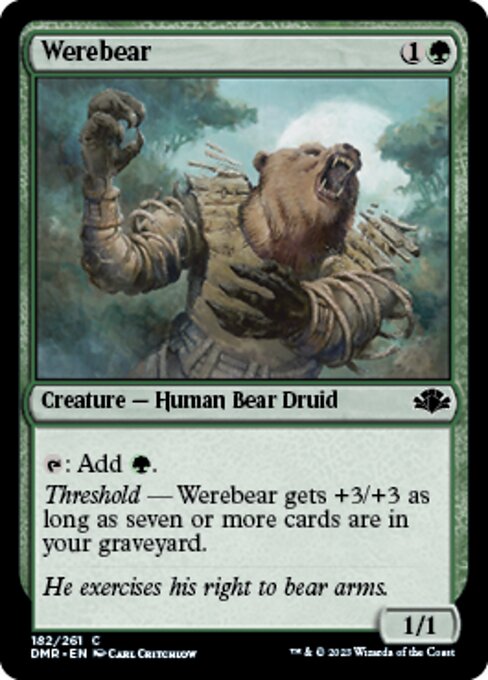 Werebear 1
Creature — Human Bear Druid
: Add .
Threshold — Werebear gets +3/+3 as
long as seven or more cards are in
your graveyard.
He exercises his right to bear arms.
1/1
182/261 C
DMR • EN Carl Critchlow
™ & © 2023 Wizards of the Coast